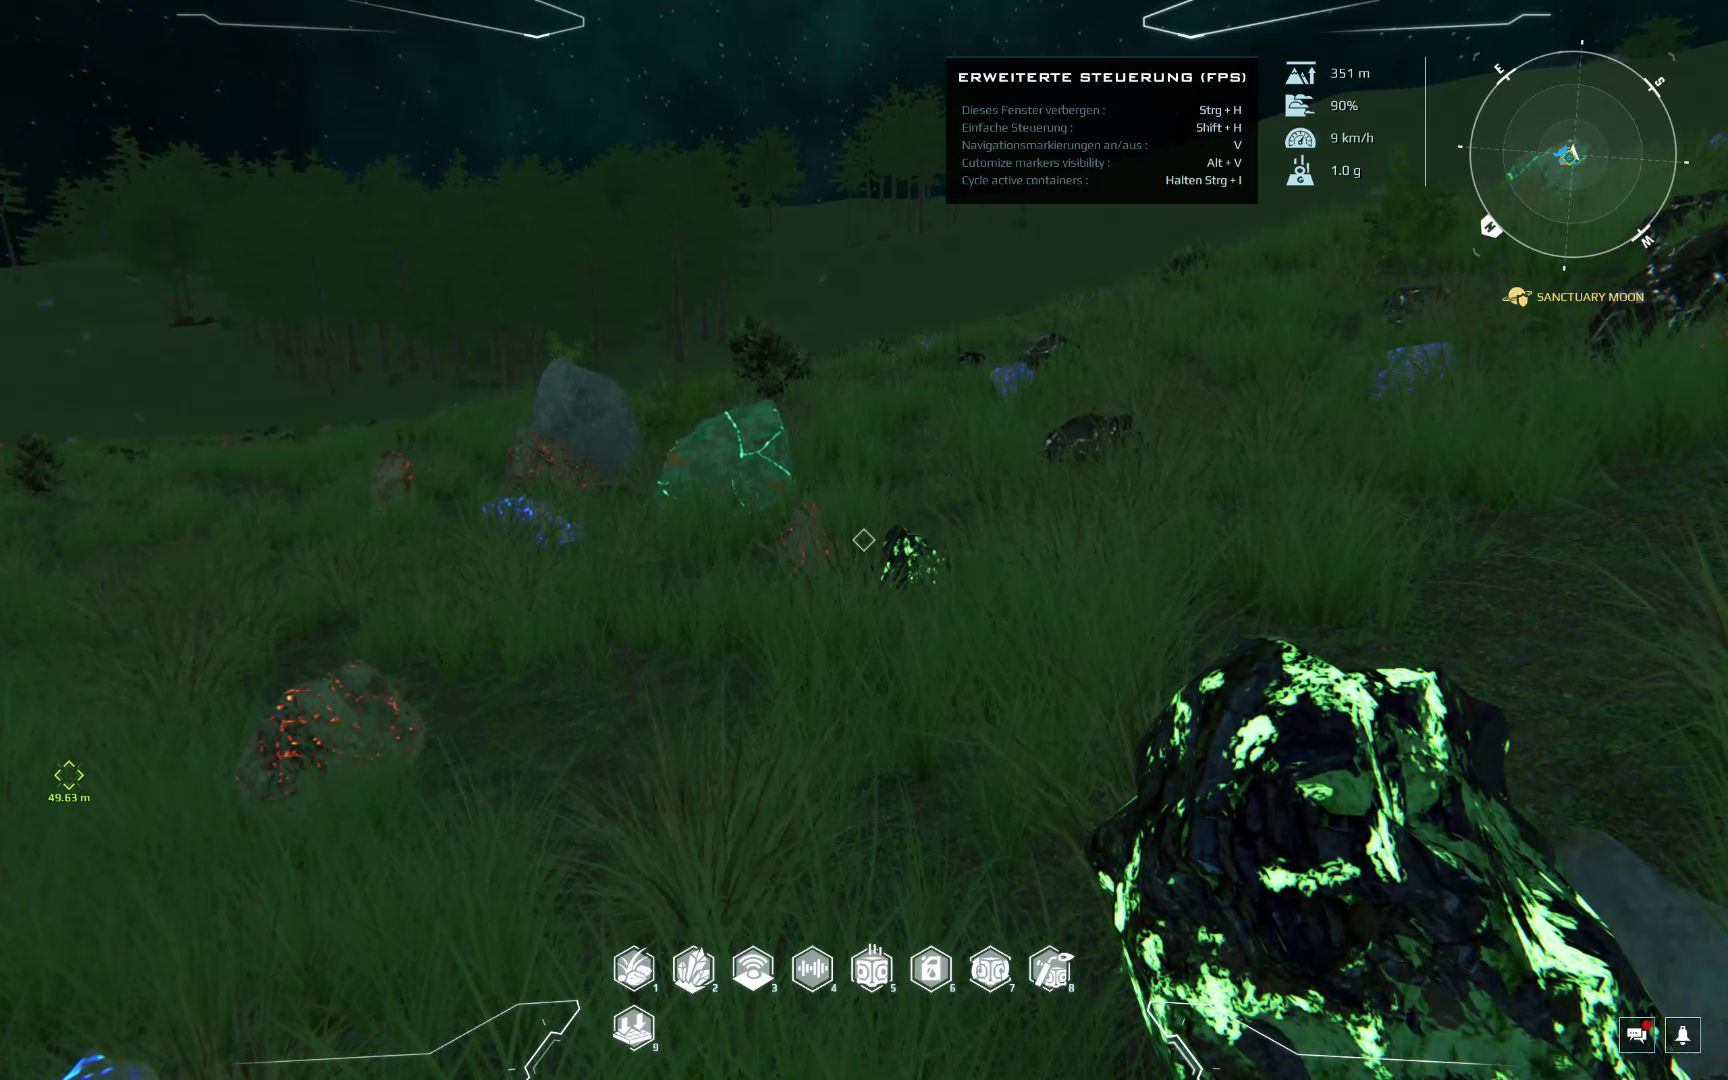 ERWEITERTE STEUERUNG (FPS)
Dieses Fenster verbergen : Strg + H
Einfache Steuerung : Shift + H
Navigationsmarkierungen an/aus : V
Cutomize markers visibility : Alt + V
Cycle active containers : Halten Strg + I
351 m
90%
9 km/h
1.0 g
G
E
S
N
W
SANCTUARY MOON
49.63 m
1
2
3
4
5
6
7
8
9